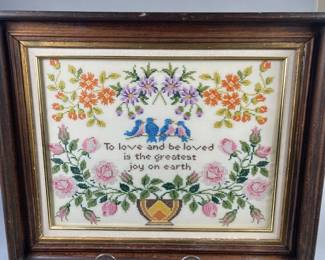 To love and be loved
is the greatest
joy on earth